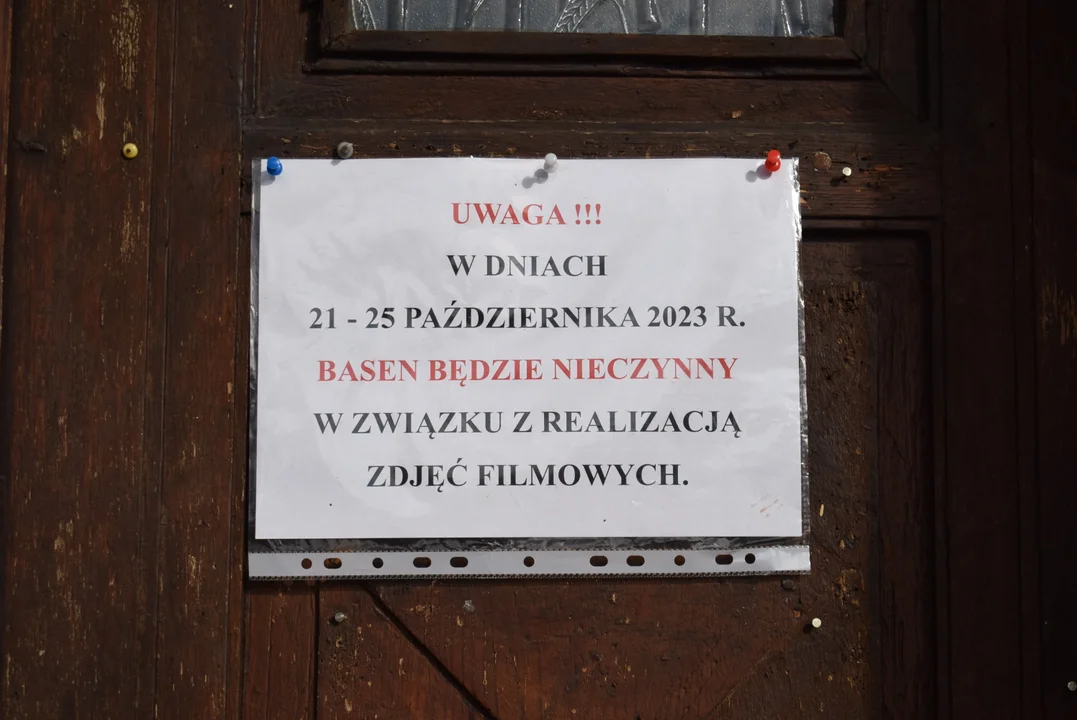 UWAGA !!!
W DNIACH
21 - 25 PAŹDZIERNIKA 2023 R.
BASEN BĘDZIE NIECZYNNY
W ZWIĄZKU Z REALIZACJĄ
ZDJĘĆ FILMOWYCH.